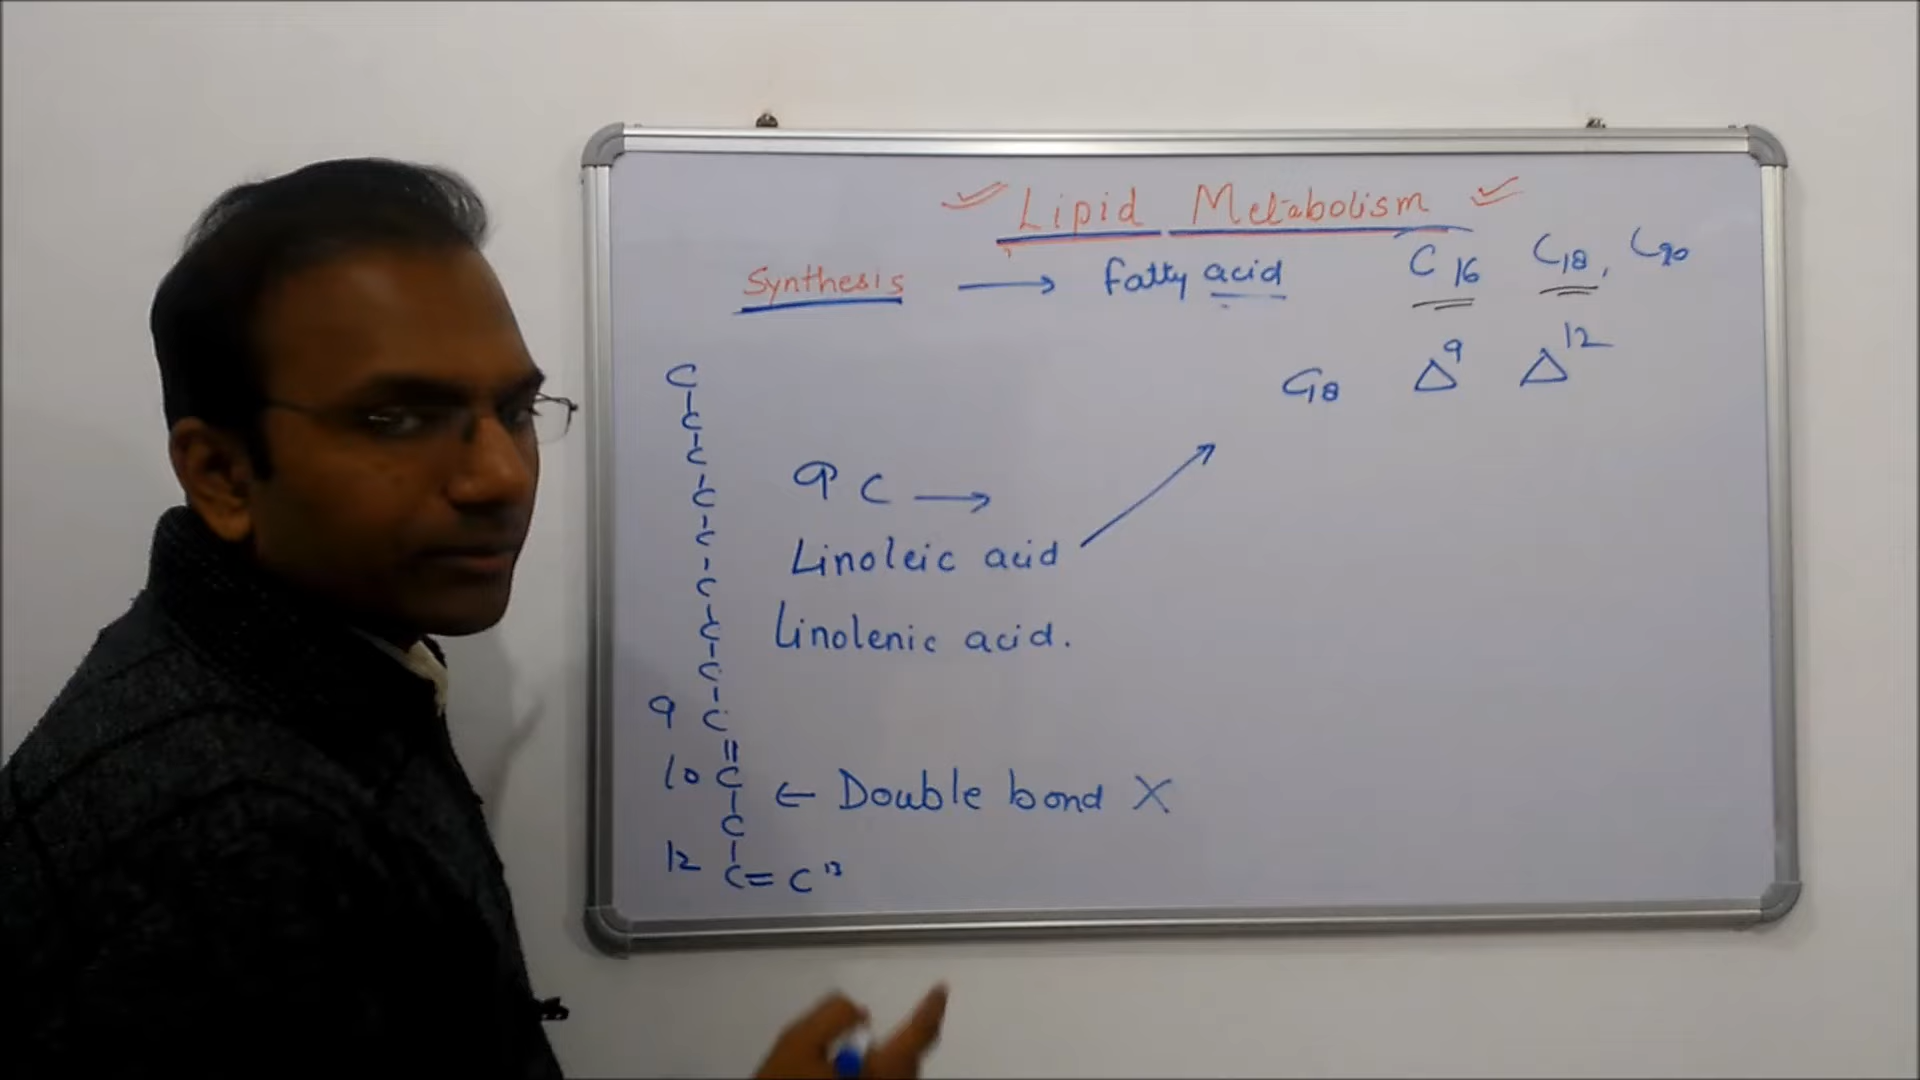 Lipid Metabolism
Synthesis → fatty acid C16 C18, C20
C18 Δ9 Δ12
C
C
C
C
C
C
C
C
9 C
10 C
C
12 C = C 13
9 C →
Linoleic acid
Linolenic acid.
← Double bond X